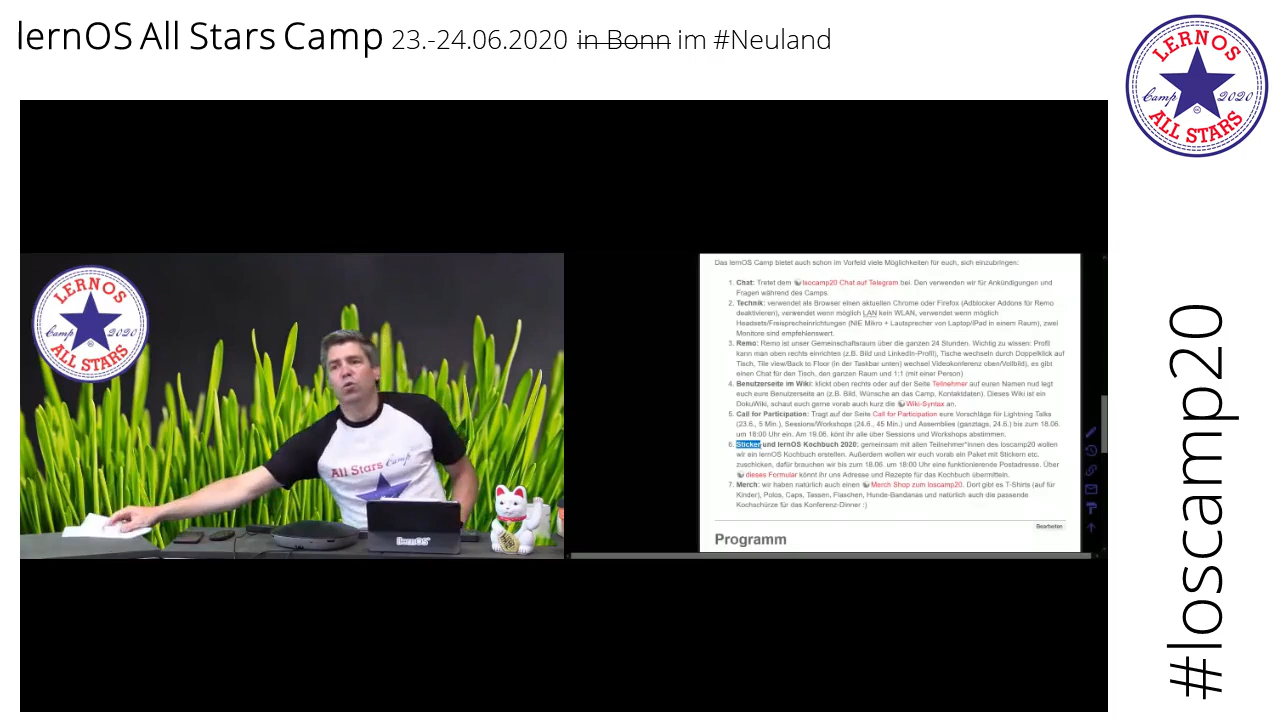 lernOS All Stars Camp 23.-24.06.2020 in Bonn im #Neuland
LERNOS
Camp 2020
ALL STARS
#loscamp20
LERNOS
Camp 2020
ALL STARS
All Stars Camp
lernOS
Das lernOS Camp bietet auch schon im Vorfeld viele Möglichkeiten für euch, sich einzubringen:
1. Chat: Tretet dem loscamp20 Chat auf Telegram bei. Den verwenden wir für Ankündigungen und
Fragen während des Camps.
2. Technik: verwendet als Browser einen aktuellen Chrome oder Firefox (Adblocker Addons für Remo
deaktivieren), verwendet wenn möglich LAN kein WLAN, verwendet wenn möglich
Headsets/Freisprecheinrichtungen (NIE Mikro + Lautsprecher von Laptop/iPad in einem Raum), zwei
Monitore sind empfehlenswert.
3. Remo: Remo ist unser Gemeinschaftsraum über die ganzen 24 Stunden. Wichtig zu wissen: Profil
kann man oben rechts einrichten (z.B. Bild und LinkedIn-Profil), Tische wechseln durch Doppelklick auf
Tisch, Tile view/Back to Floor (in der Taskbar unten) wechsel Videokonferenz oben/Vollbild), es gibt
einen Chat für den Tisch, den ganzen Raum und 1:1 (mit einer Person)
4. Benutzerseite im Wiki: klickt oben rechts oder auf der Seite Teilnehmer auf euren Namen nud legt
euch eure Benutzerseite an (z.B. Bild, Wünsche an das Camp, Kontaktdaten). Dieses Wiki ist ein
DokuWiki, schaut euch gerne vorab auch kurz die Wiki-Syntax an.
5. Call for Participation: Tragt auf der Seite Call for Participation eure Vorschläge für Lightning Talks
(23.6., 5 Min.), Sessions/Workshops (24.6., 45 Min.) und Assemblies (ganztags, 24.6.) bis zum 18.06.
um 18:00 Uhr ein. Am 19.06. könt ihr alle über Sessions und Workshops abstimmen.
6. Sticker und lernOS Kochbuch 2020: gemeinsam mit allen Teilnehmer*innen des loscamp20 wollen
wir ein lernOS Kochbuch erstellen. Außerdem wollen wir euch vorab ein Paket mit Stickern etc.
zuschicken, dafür brauchen wir bis zum 18.06. um 18:00 Uhr eine funktionierende Postadresse. Über
dieses Formular könnt ihr uns Adresse und Rezepte für das Kochbuch übermitteln.
7. Merch: wir haben natürlich auch einen Merch Shop zum loscamp20. Dort gibt es T-Shirts (auf für
Kinder), Polos, Caps, Tassen, Flaschen, Hunde-Bandanas und natürlich auch die passende
Kochschürze für das Konferenz-Dinner :)
Bearbeiten
Programm